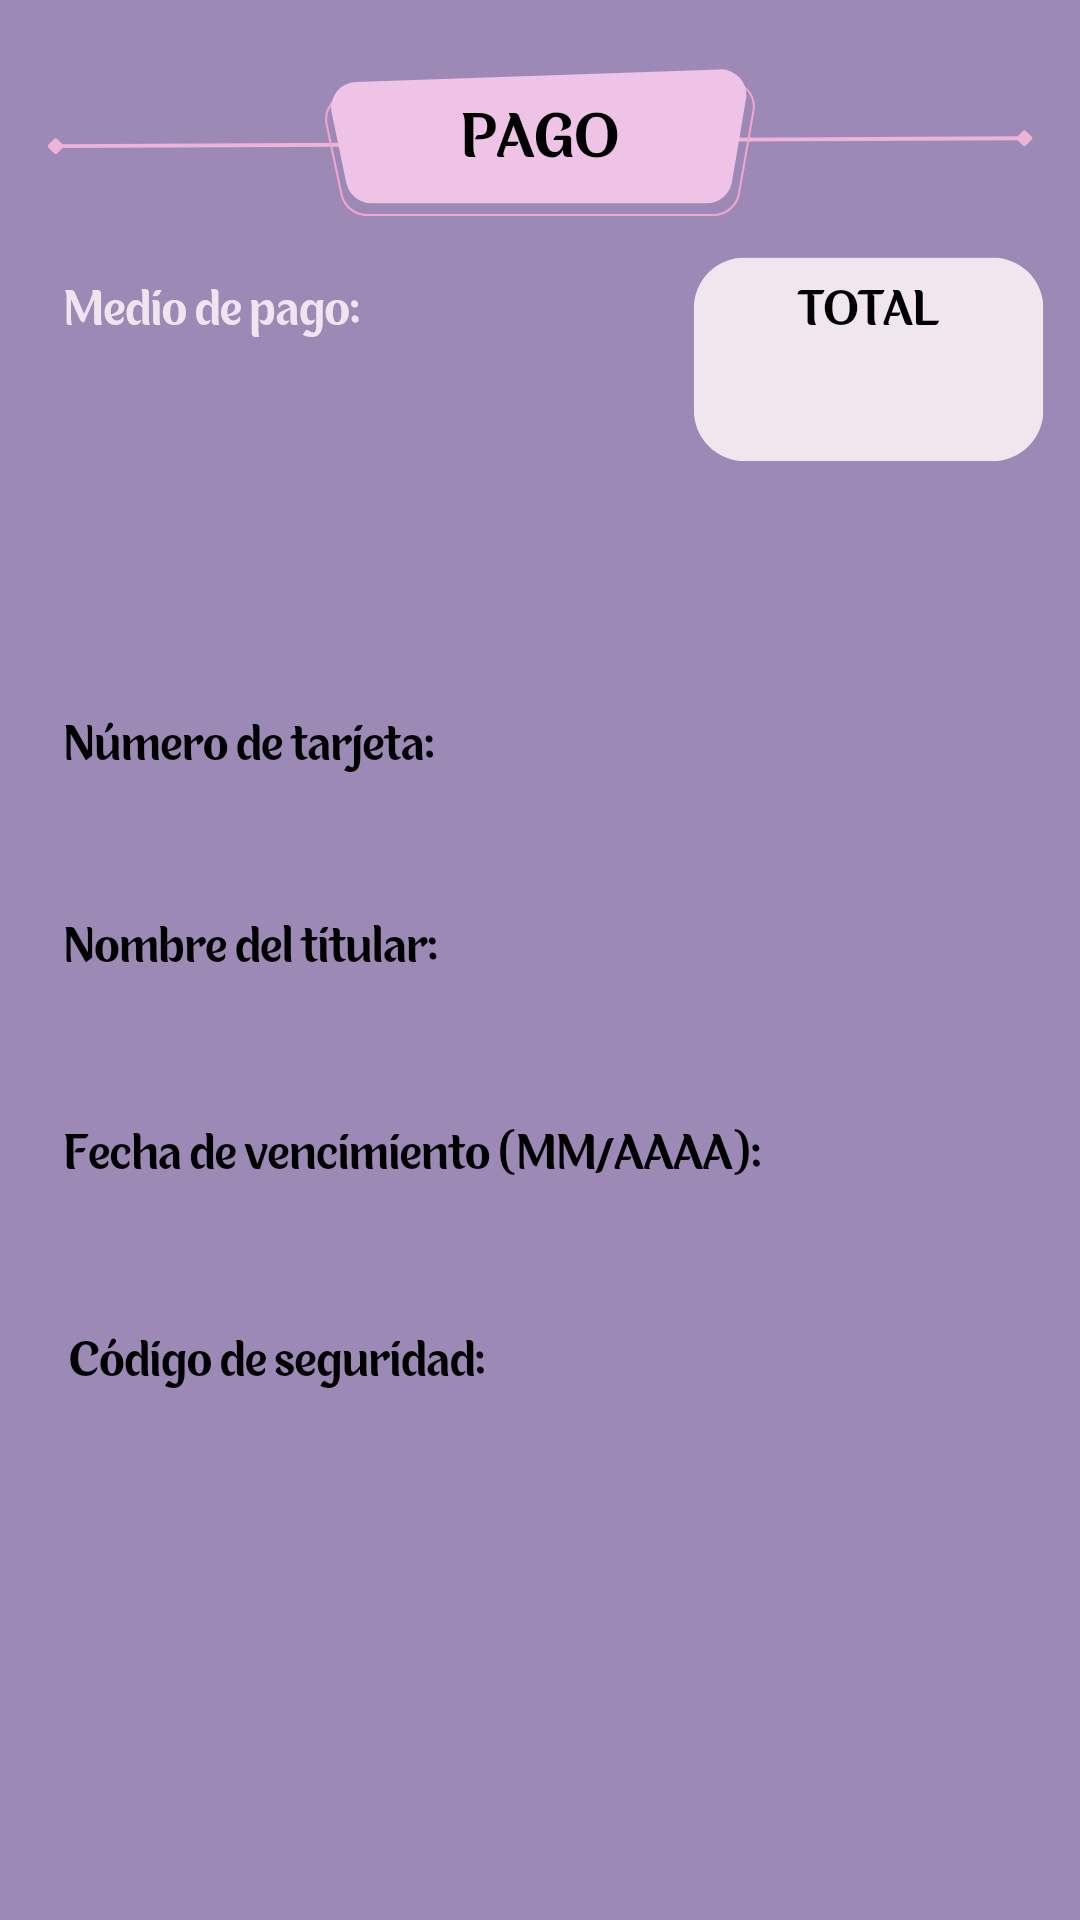 PAGO
Medio de pago:
TOTAL
Número de tarjeta:
Nombre del titular:
Fecha de vencimiento (MM/AAAA):
Código de seguridad: